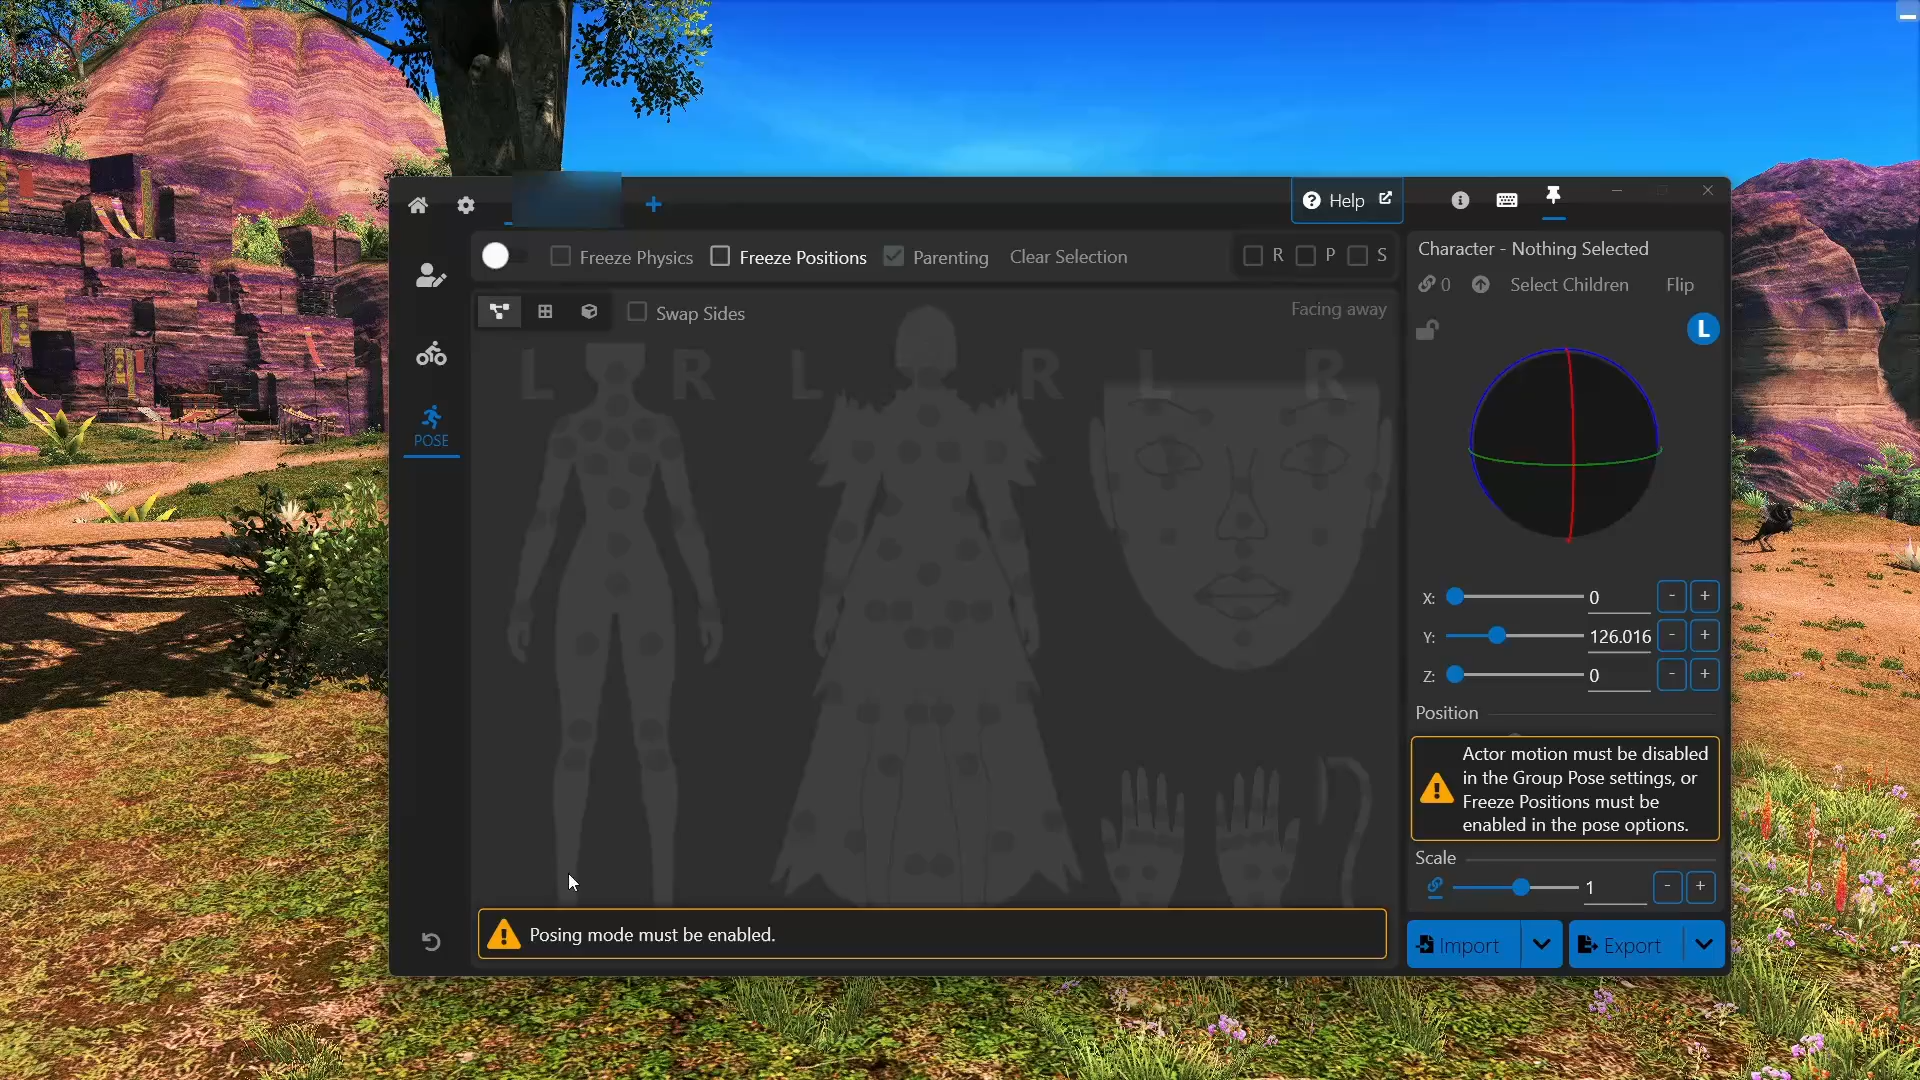 Help
Freeze Physics
Freeze Positions
Parenting
Clear Selection
R
P
S
Character - Nothing Selected
0
Select Children
Flip
Swap Sides
Facing away
L
L
R
L
R
L
R
POSE
X:
0
-
+
Y:
126.016
-
+
Z:
0
-
+
Position
Actor motion must be disabled
in the Group Pose settings, or
Freeze Positions must be
enabled in the pose options.
Scale
1
-
+
Posing mode must be enabled.
Import
Export